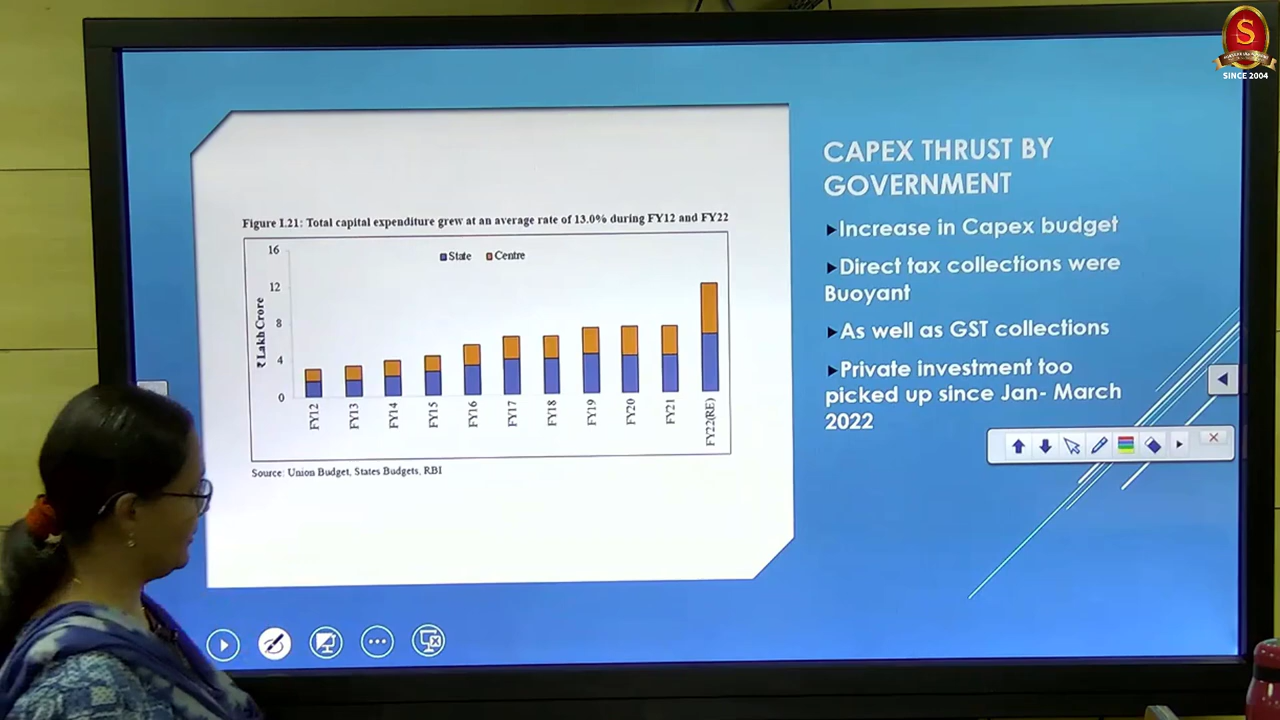 S
SINCE 2004
CAPEX THRUST BY
GOVERNMENT
Increase in Capex budget
Direct tax collections were
Buoyant
As well as GST collections
Private investment too
picked up since Jan- March
2022
Figure I.21: Total capital expenditure grew at an average rate of 13.0% during FY12 and FY22
State Centre
₹ Lakh Crore
16
12
8
4
0
FY12 FY13 FY14 FY15 FY16 FY17 FY18 FY19 FY20 FY21 FY22(RE)
Source: Union Budget, States Budgets, RBI